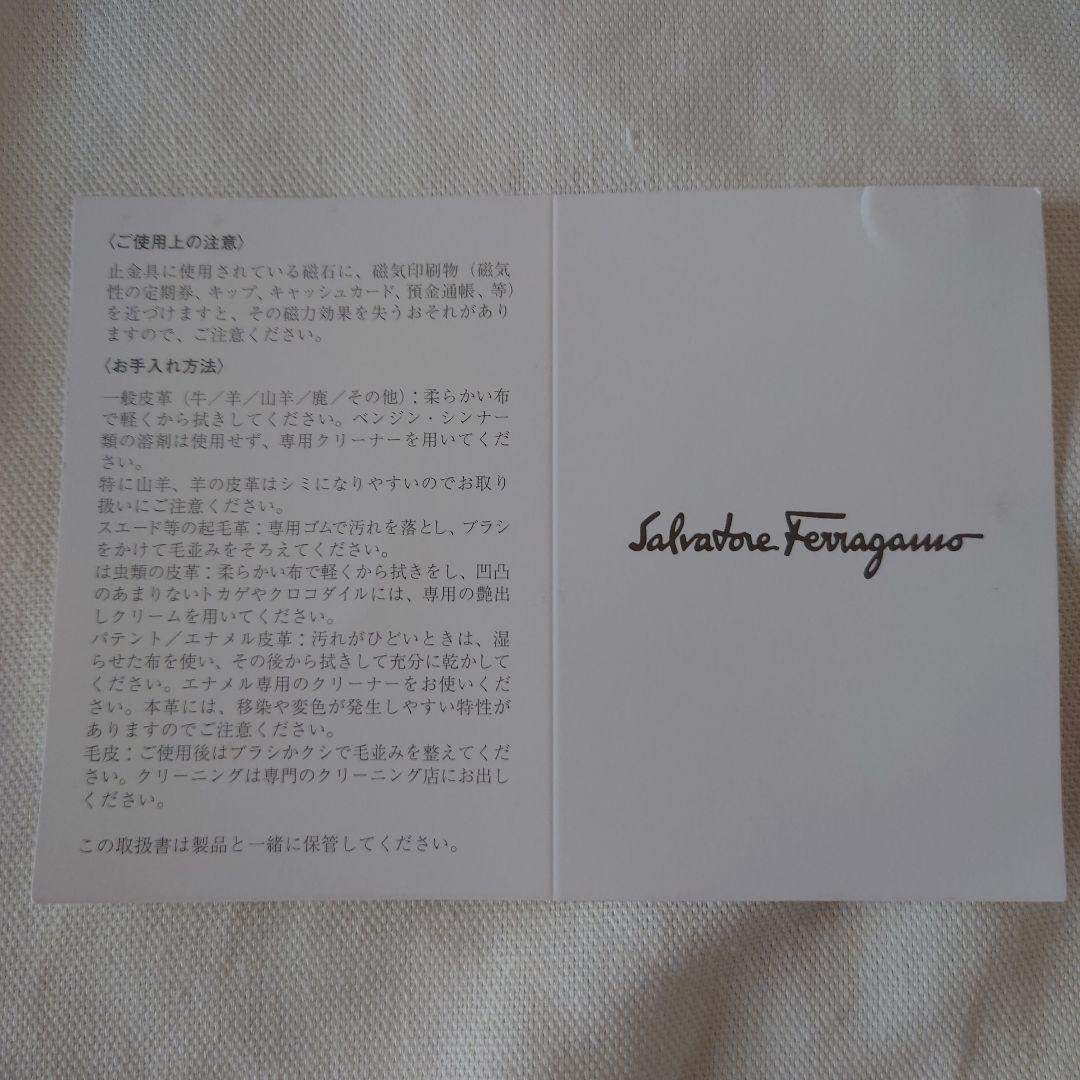 〈ご使用上の注意〉
止金具に使用されている磁石に、磁気印刷物（磁気
性の定期券、キップ、キャッシュカード、預金通帳、等）
を近づけますと、その磁力効果を失うおそれがあり
ますので、ご注意ください。
〈お手入れ方法〉
一般皮革（牛／羊／山羊／鹿／その他）：柔らかい布
で軽くから拭きしてください。ベンジン・シンナー
類の溶剤は使用せず、専用クリーナーを用いてくだ
さい。
特に山羊、羊の皮革はシミになりやすいのでお取り
扱いにご注意ください。
スエード等の起毛革：専用ゴムで汚れを落とし、ブラシ
をかけて毛並みをそろえてください。
は虫類の皮革：柔らかい布で軽くから拭きをし、凹凸
のあまりないトカゲやクロコダイルには、専用の艶出
しクリームを用いてください。
パテント／エナメル皮革：汚れがひどいときは、湿
らせた布を使い、その後から拭きして充分に乾かして
ください。エナメル専用のクリーナーをお使いくだ
さい。本革には、移染や変色が発生しやすい特性が
ありますのでご注意ください。
毛皮：ご使用後はブラシかクシで毛並みを整えてくだ
さい。クリーニングは専門のクリーニング店にお出し
ください。
この取扱書は製品と一緒に保管してください。
Salvatore Ferragamo